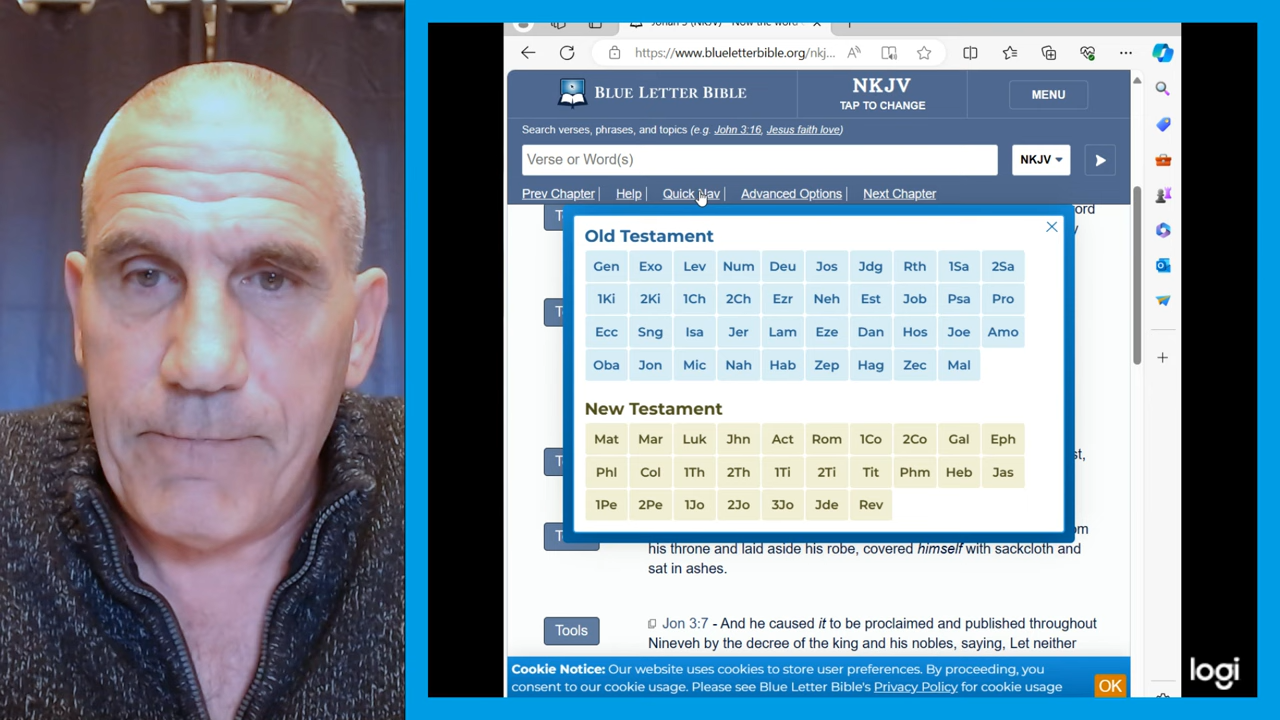 Jonah 3 (NKJV) - Now the word
https://www.blueletterbible.org/nkj...
BLUE LETTER BIBLE
NKJV
TAP TO CHANGE
MENU
Search verses, phrases, and topics (e.g. John 3:16, Jesus faith love)
Verse or Word(s)
NKJV
Prev Chapter | Help | Quick Nav | Advanced Options | Next Chapter
Old Testament
Gen Exo Lev Num Deu Jos Jdg Rth 1Sa 2Sa
1Ki 2Ki 1Ch 2Ch Ezr Neh Est Job Psa Pro
Ecc Sng Isa Jer Lam Eze Dan Hos Joe Amo
Oba Jon Mic Nah Hab Zep Hag Zec Mal
New Testament
Mat Mar Luk Jhn Act Rom 1Co 2Co Gal Eph
Phl Col 1Th 2Th 1Ti 2Ti Tit Phm Heb Jas
1Pe 2Pe 1Jo 2Jo 3Jo Jde Rev
his throne and laid aside his robe, covered himself with sackcloth and
sat in ashes.
Tools
Jon 3:7 - And he caused it to be proclaimed and published throughout
Nineveh by the decree of the king and his nobles, saying, Let neither
Cookie Notice: Our website uses cookies to store user preferences. By proceeding, you
consent to our cookie usage. Please see Blue Letter Bible's Privacy Policy for cookie usage
OK
logi